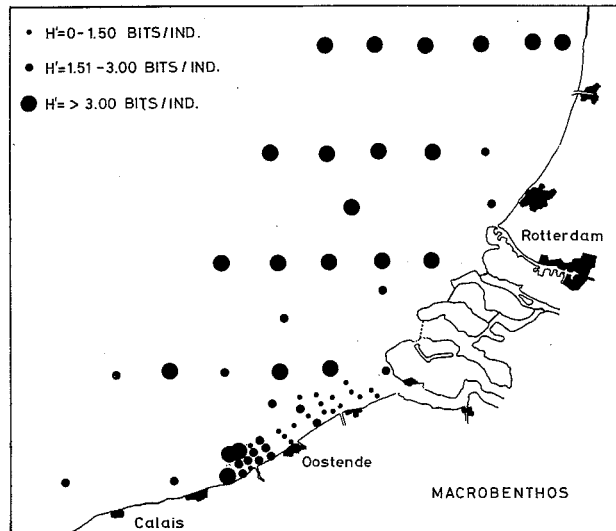 H'=0-1.50 BITS/IND.
H'=1.51-3.00 BITS/IND.
H'= > 3.00 BITS/IND.
Rotterdam
Oostende
MACROBENTHOS
Calais